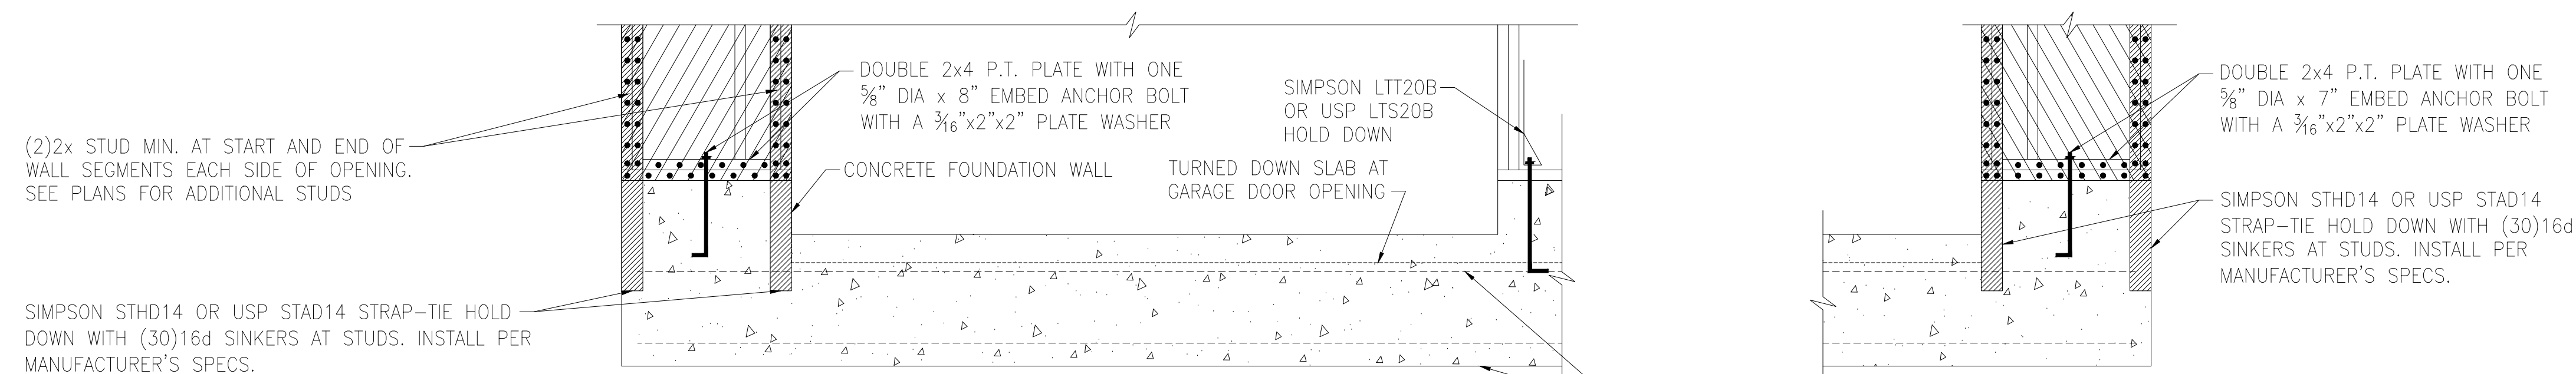 (2)2x STUD MIN. AT START AND END OF
WALL SEGMENTS EACH SIDE OF OPENING.
SEE PLANS FOR ADDITIONAL STUDS
SIMPSON STHD14 OR USP STAD14 STRAP-TIE HOLD
DOWN WITH (30)16d SINKERS AT STUDS. INSTALL PER
MANUFACTURER'S SPECS.
DOUBLE 2x4 P.T. PLATE WITH ONE
⅝" DIA x 8" EMBED ANCHOR BOLT
WITH A 3⁄16"x2"x2" PLATE WASHER
CONCRETE FOUNDATION WALL
SIMPSON LTT20B
OR USP LTS20B
HOLD DOWN
TURNED DOWN SLAB AT
GARAGE DOOR OPENING
DOUBLE 2x4 P.T. PLATE WITH ONE
⅝" DIA x 7" EMBED ANCHOR BOLT
WITH A 3⁄16"x2"x2" PLATE WASHER
SIMPSON STHD14 OR USP STAD14
STRAP-TIE HOLD DOWN WITH (30)16d
SINKERS AT STUDS. INSTALL PER
MANUFACTURER'S SPECS.